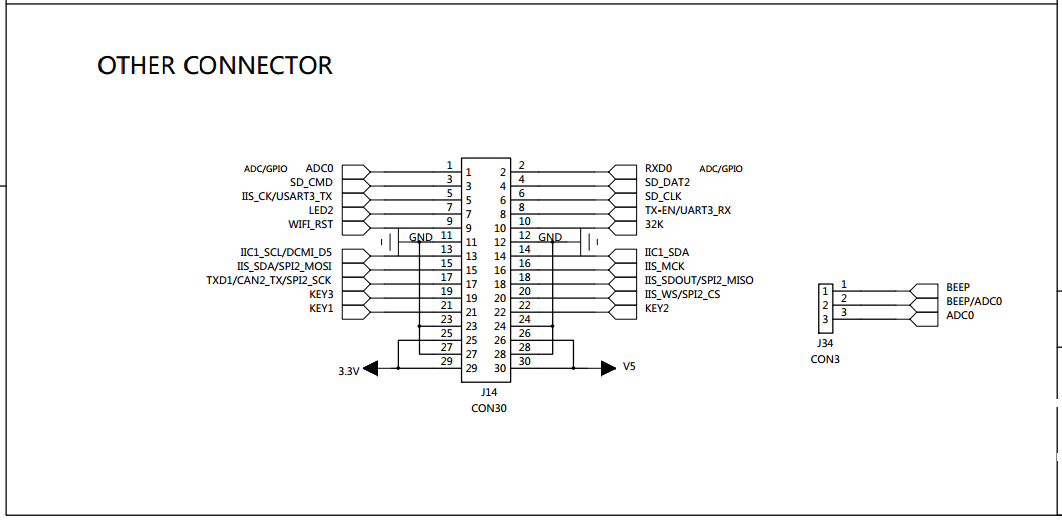 OTHER CONNECTOR
ADC/GPIO ADC0 1 1 2 2 RXD0 ADC/GPIO
SD_CMD 3 3 4 4 SD_DAT2
IIS_CK/USART3_TX 5 5 6 6 SD_CLK
LED2 7 7 8 8 TX-EN/UART3_RX
WIFI_RST 9 9 10 10 32K
GND 11 11 12 12 GND
IIC1_SCL/DCMI_D5 13 13 14 14 IIC1_SDA
IIS_SDA/SPI2_MOSI 15 15 16 16 IIS_MCK
TXD1/CAN2_TX/SPI2_SCK 17 17 18 18 IIS_SDOUT/SPI2_MISO
KEY3 19 19 20 20 IIS_WS/SPI2_CS
KEY1 21 21 22 22 KEY2
23 23 24 24
25 25 26 26
27 27 28 28
3.3V 29 29 30 30 V5
J14
CON30
1 1 BEEP
2 2 BEEP/ADC0
3 3 ADC0
J34
CON3